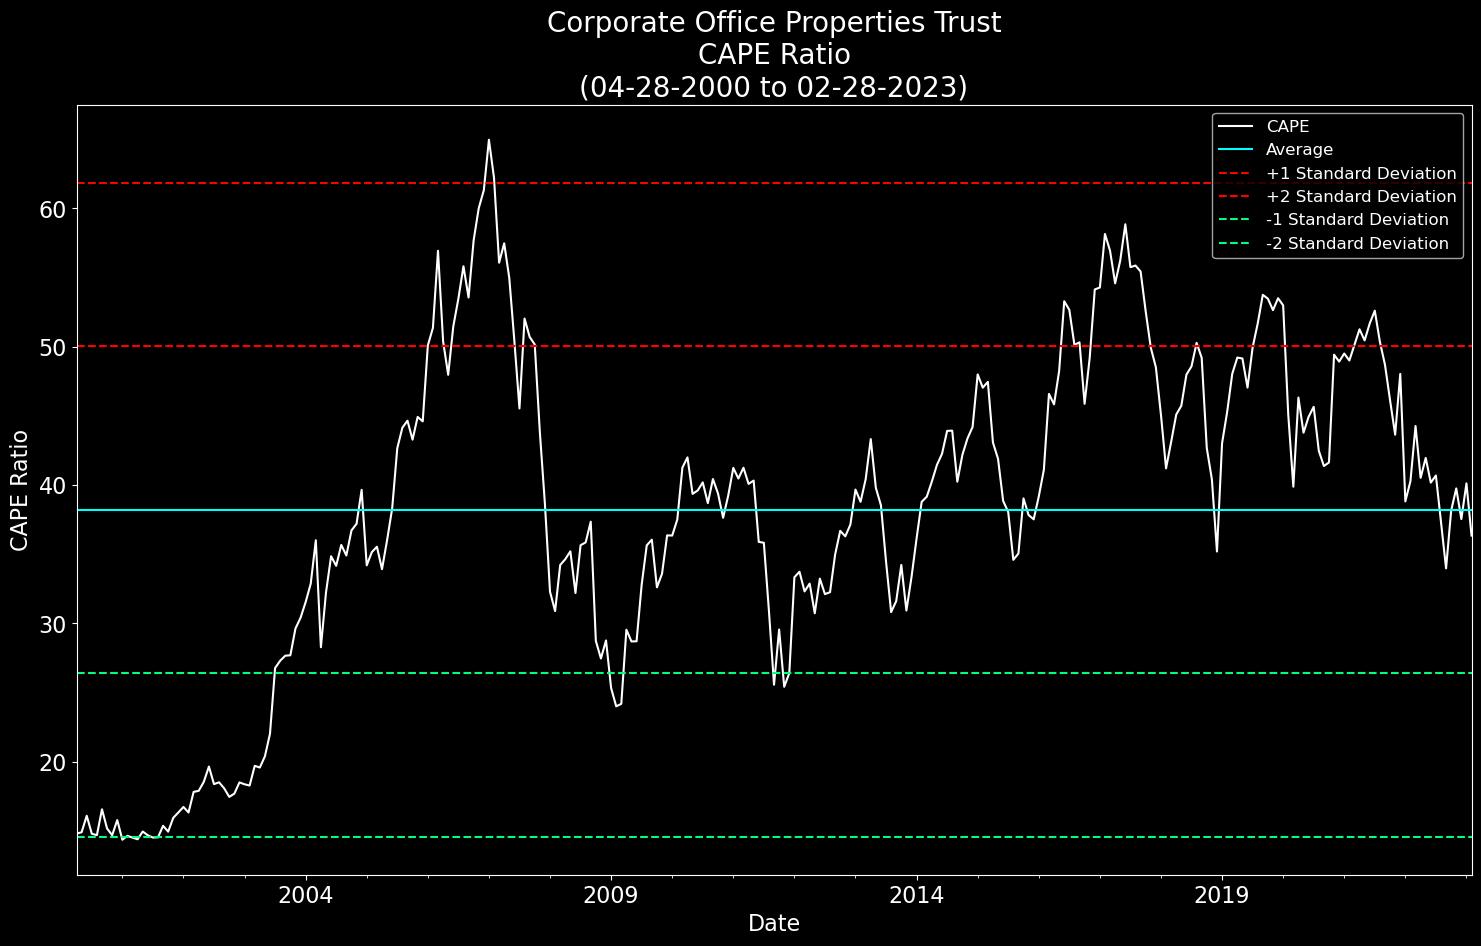 Corporate Office Properties Trust
CAPE Ratio
(04-28-2000 to 02-28-2023)
CAPE
Average
+1 Standard Deviation
+2 Standard Deviation
-1 Standard Deviation
-2 Standard Deviation
60
50
40
30
20
CAPE Ratio
2004
2009
2014
2019
Date